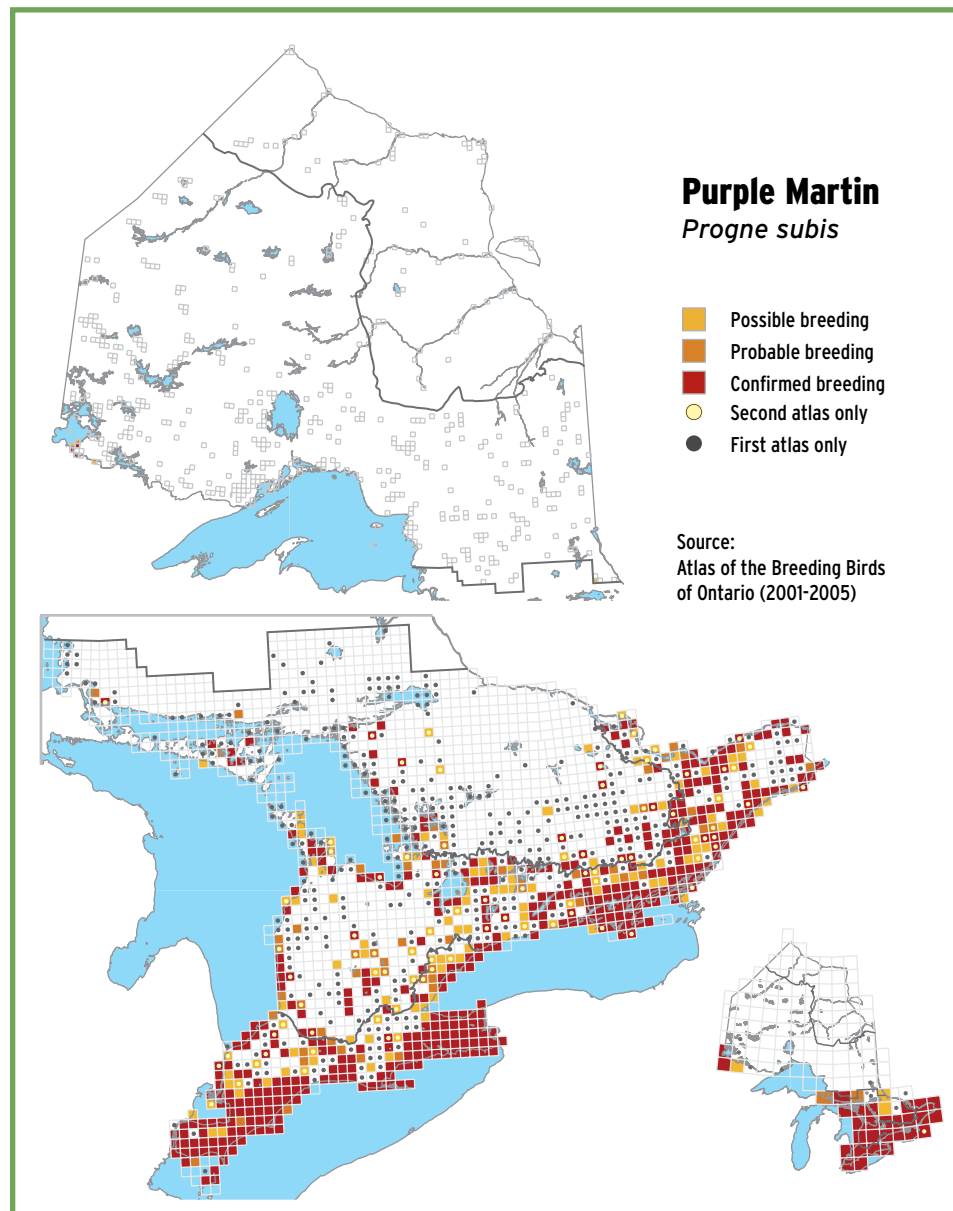 Purple Martin
Progne subis
Possible breeding
Probable breeding
Confirmed breeding
Second atlas only
First atlas only
Source:
Atlas of the Breeding Birds
of Ontario (2001-2005)